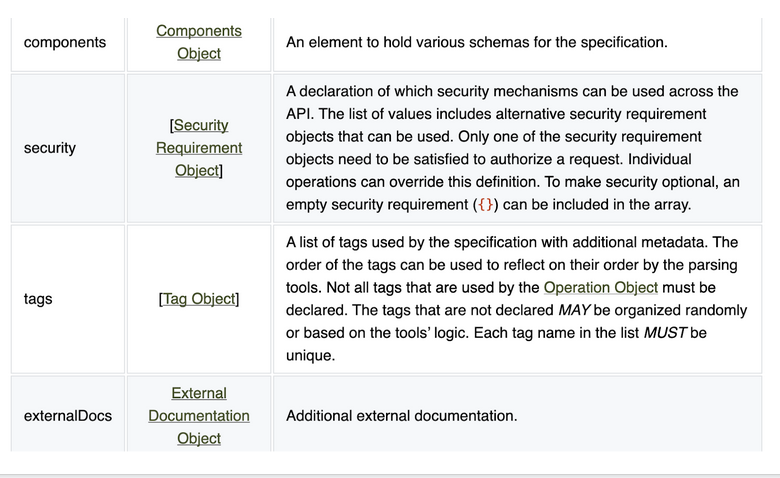 components
Components
Object
An element to hold various schemas for the specification.
security
[Security
Requirement
Object]
A declaration of which security mechanisms can be used across the
API. The list of values includes alternative security requirement
objects that can be used. Only one of the security requirement
objects need to be satisfied to authorize a request. Individual
operations can override this definition. To make security optional, an
empty security requirement ({}) can be included in the array.
tags
[Tag Object]
A list of tags used by the specification with additional metadata. The
order of the tags can be used to reflect on their order by the parsing
tools. Not all tags that are used by the Operation Object must be
declared. The tags that are not declared MAY be organized randomly
or based on the tools’ logic. Each tag name in the list MUST be
unique.
externalDocs
External
Documentation
Object
Additional external documentation.